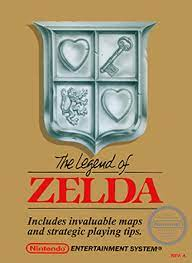 The Legend of
ZELDA
Includes invaluable maps
and strategic playing tips.
Nintendo ENTERTAINMENT SYSTEM®
REV. A